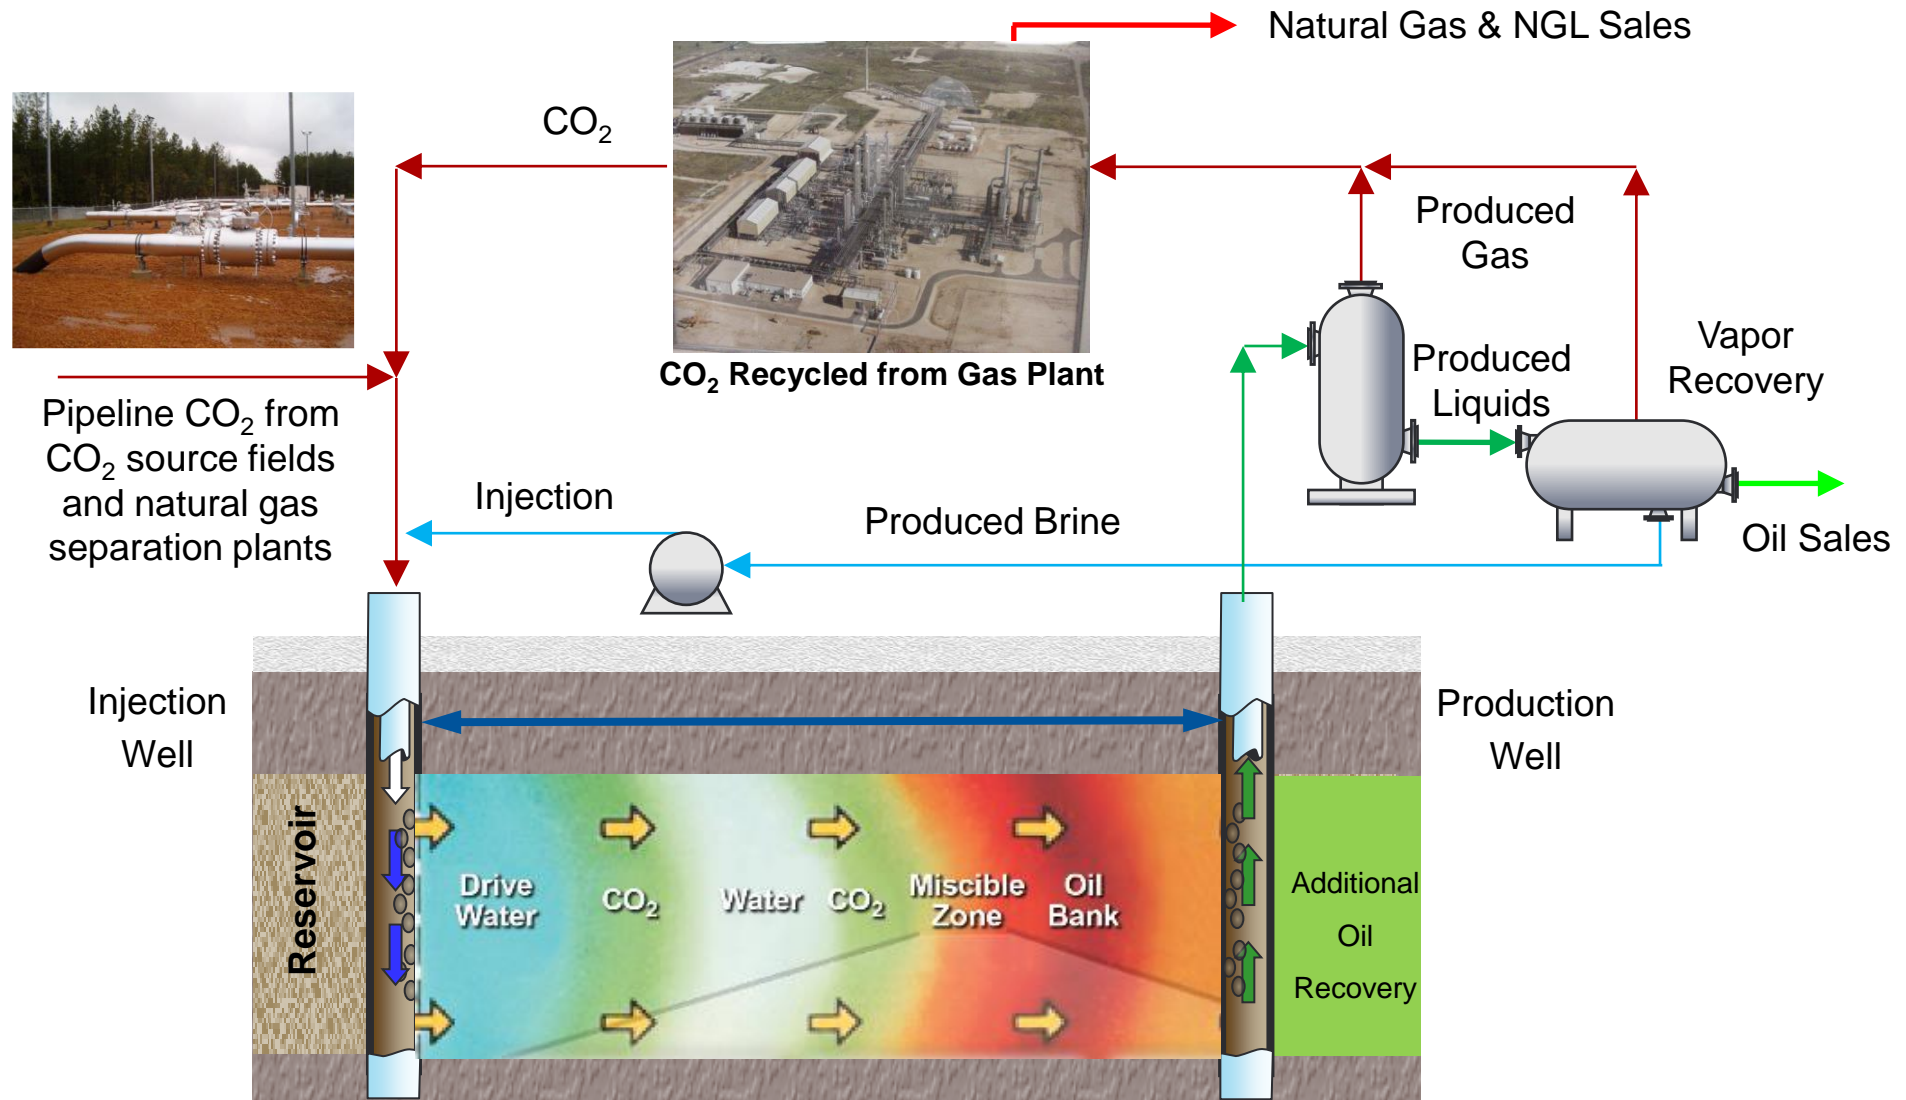 Natural Gas & NGL Sales
CO₂
Produced
Gas
CO₂ Recycled from Gas Plant
Vapor
Recovery
Produced
Liquids
Pipeline CO₂ from
CO₂ source fields
and natural gas
separation plants
Injection
Produced Brine
Oil Sales
Injection
Well
Production
Well
Reservoir
Drive
Water
CO₂
Water
CO₂
Miscible
Zone
Oil
Bank
Additional
Oil
Recovery